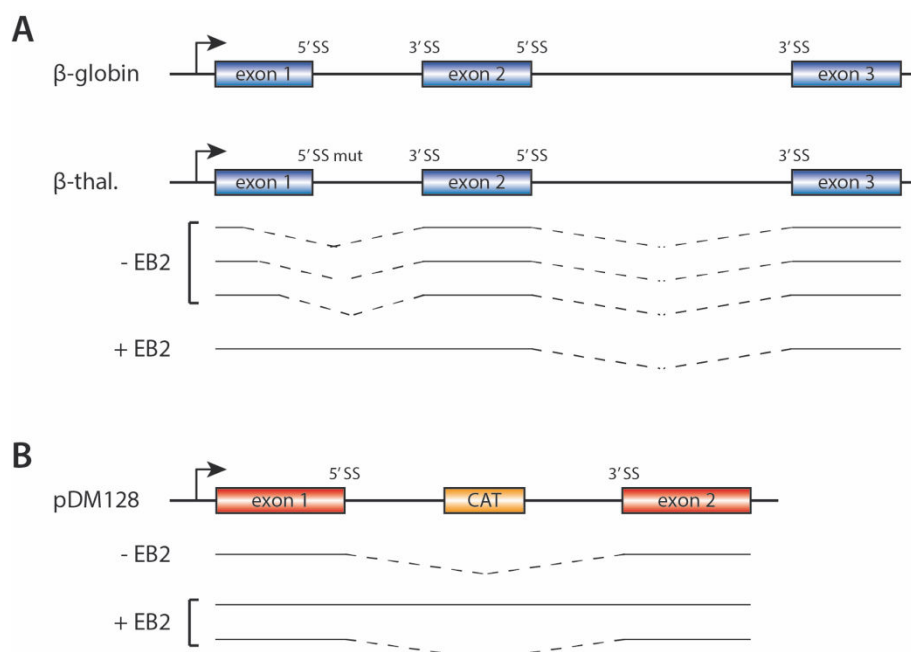 A
5'SS 3'SS 5'SS 3'SS
β-globin exon 1 exon 2 exon 3
5'SS mut 3'SS 5'SS 3'SS
β-thal. exon 1 exon 2 exon 3
- EB2
+ EB2
B
5'SS 3'SS
pDM128 exon 1 CAT exon 2
- EB2
+ EB2